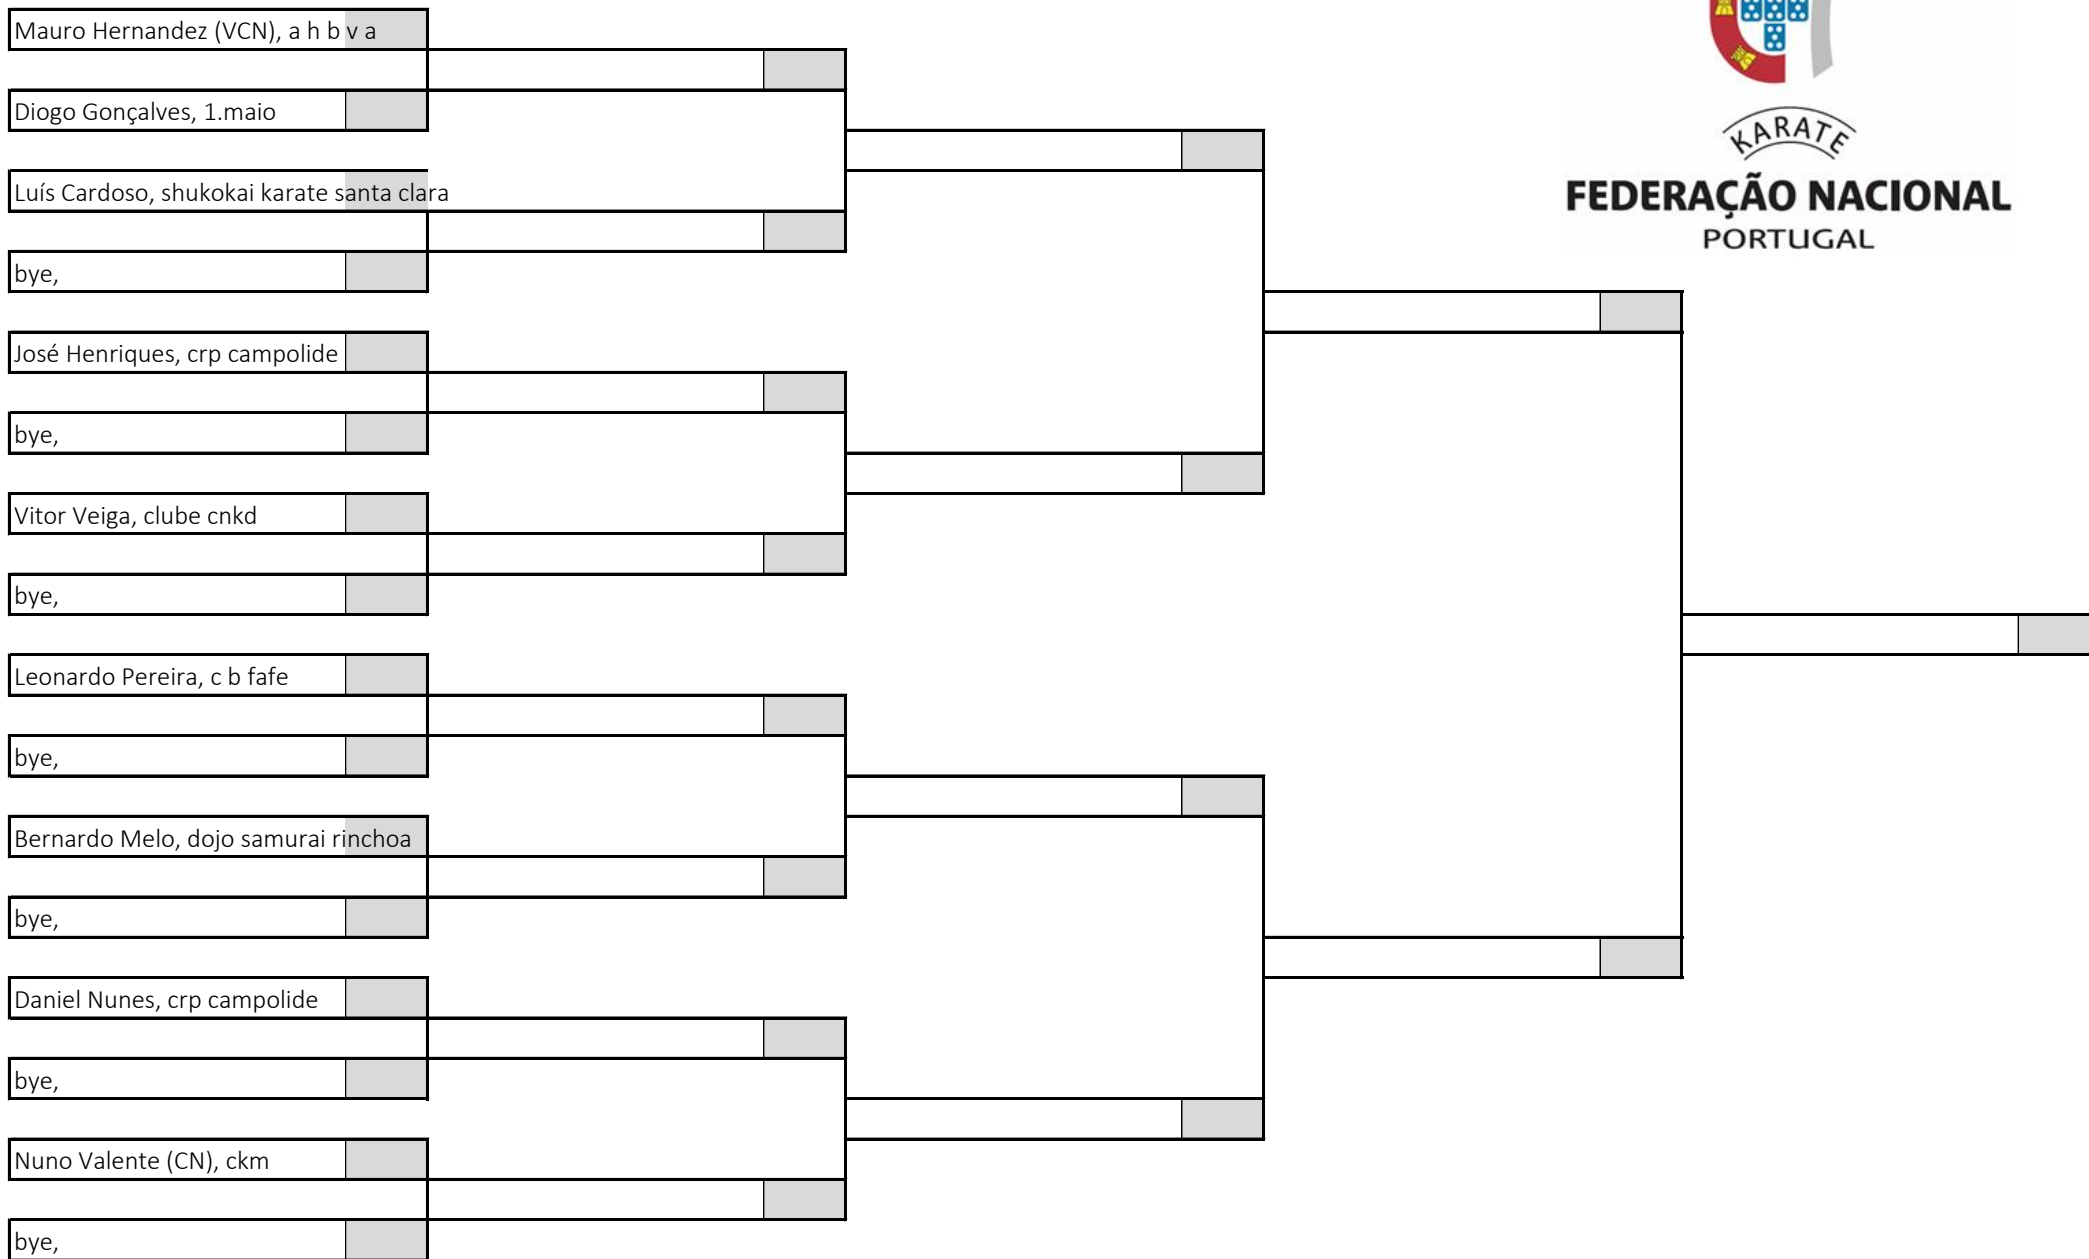 Mauro Hernandez (VCN), a h b v a
Diogo Gonçalves, 1.maio
Luís Cardoso, shukokai karate santa clara
bye,
José Henriques, crp campolide
bye,
Vitor Veiga, clube cnkd
bye,
Leonardo Pereira, c b fafe
bye,
Bernardo Melo, dojo samurai rinchoa
bye,
Daniel Nunes, crp campolide
bye,
Nuno Valente (CN), ckm
bye,
KARATE
FEDERAÇÃO NACIONAL
PORTUGAL